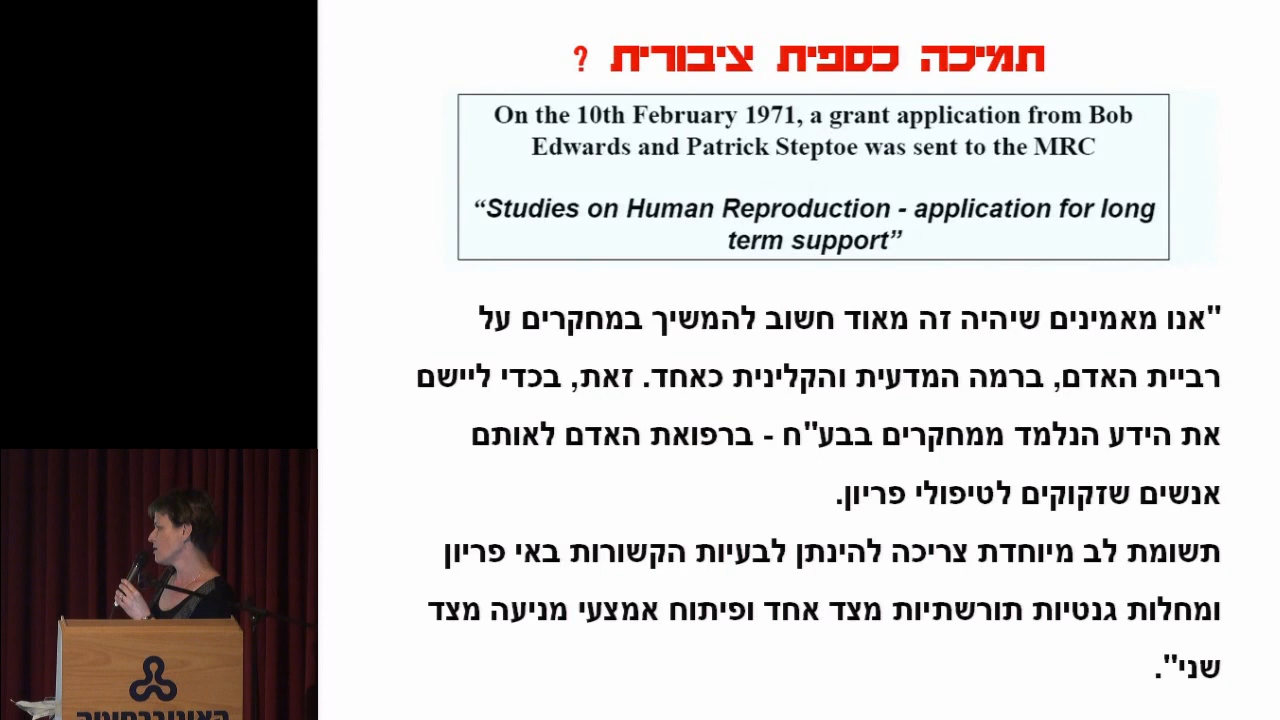 תמיכה כספית ציבורית ?
On the 10th February 1971, a grant application from Bob
Edwards and Patrick Steptoe was sent to the MRC
“Studies on Human Reproduction - application for long
term support”
"אנו מאמינים שיהיה זה מאוד חשוב להמשיך במחקרים על
רביית האדם, ברמה המדעית והקלינית כאחד. זאת, בכדי ליישם
את הידע הנלמד ממחקרים בבע"ח - ברפואת האדם לאותם
אנשים שזקוקים לטיפולי פריון.
תשומת לב מיוחדת צריכה להינתן לבעיות הקשורות באי פריון
ומחלות גנטיות תורשתיות מצד אחד ופיתוח אמצעי מניעה מצד
שני".
האוניברסיטה